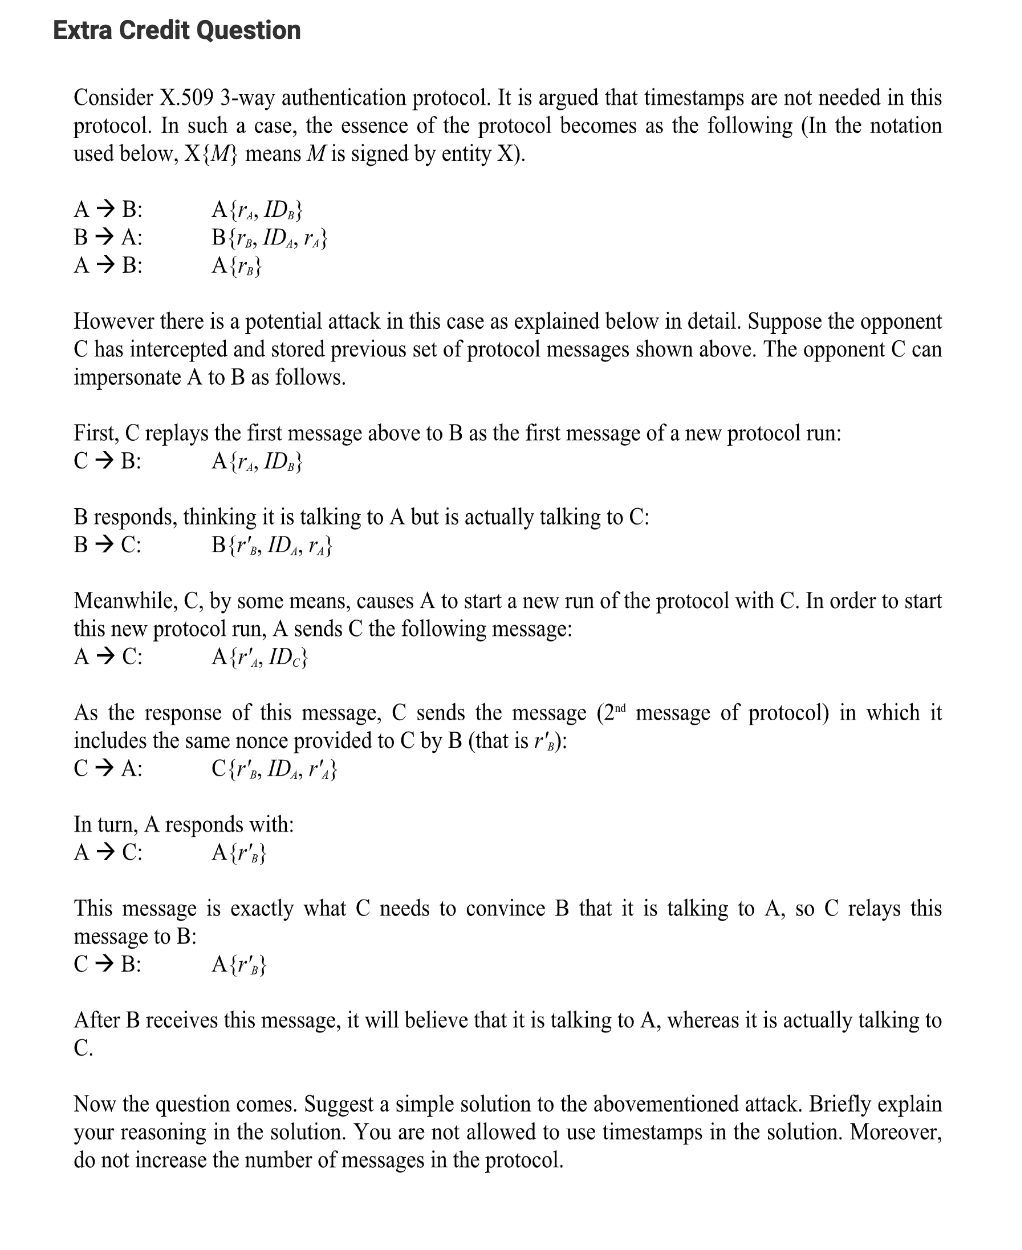 Extra Credit Question
Consider X.509 3-way authentication protocol. It is argued that timestamps are not needed in this
protocol. In such a case, the essence of the protocol becomes as the following (In the notation
used below, X{M} means M is signed by entity X).
A → B: A{r_A, ID_B}
B → A: B{r_B, ID_A, r_A}
A → B: A{r_B}
However there is a potential attack in this case as explained below in detail. Suppose the opponent
C has intercepted and stored previous set of protocol messages shown above. The opponent C can
impersonate A to B as follows.
First, C replays the first message above to B as the first message of a new protocol run:
C → B: A{r_A, ID_B}
B responds, thinking it is talking to A but is actually talking to C:
B → C: B{r'_B, ID_A, r_A}
Meanwhile, C, by some means, causes A to start a new run of the protocol with C. In order to start
this new protocol run, A sends C the following message:
A → C: A{r'_A, ID_C}
As the response of this message, C sends the message (2nd message of protocol) in which it
includes the same nonce provided to C by B (that is r'_B):
C → A: C{r'_B, ID_A, r'_A}
In turn, A responds with:
A → C: A{r'_B}
This message is exactly what C needs to convince B that it is talking to A, so C relays this
message to B:
C → B: A{r'_B}
After B receives this message, it will believe that it is talking to A, whereas it is actually talking to
C.
Now the question comes. Suggest a simple solution to the abovementioned attack. Briefly explain
your reasoning in the solution. You are not allowed to use timestamps in the solution. Moreover,
do not increase the number of messages in the protocol.